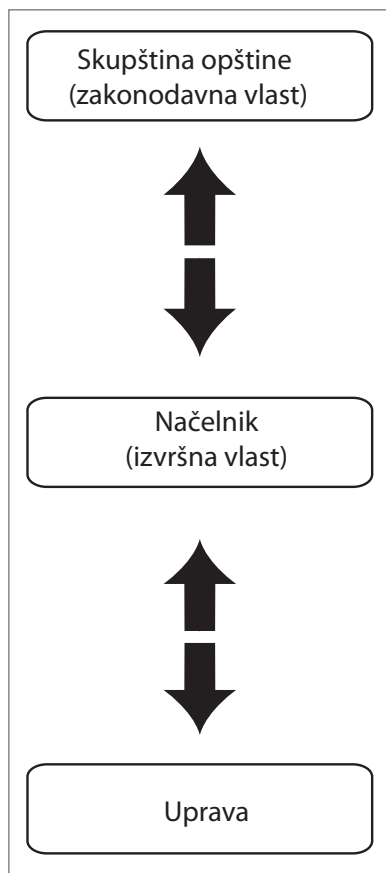 Skupština opštine
(zakonodavna vlast)
Načelnik
(izvršna vlast)
Uprava